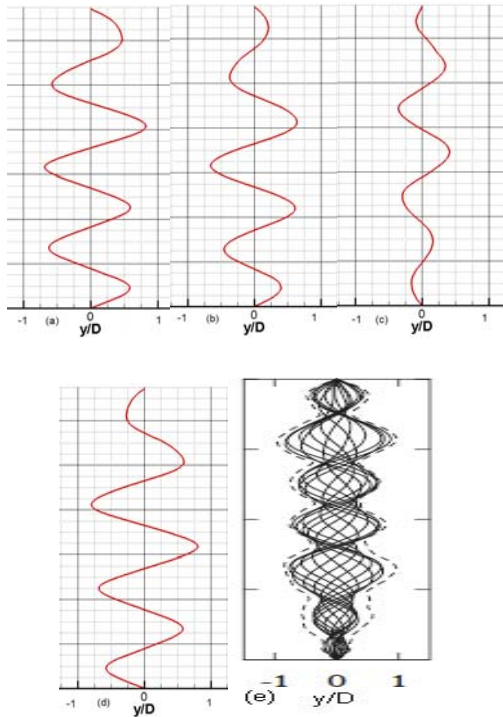 -1 (a) 0 1
y/D
-1 (b) 0 1
y/D
-1 (c) 0 1
y/D
-1 (d) 0 1
y/D
-1 0 1
(e) y/D